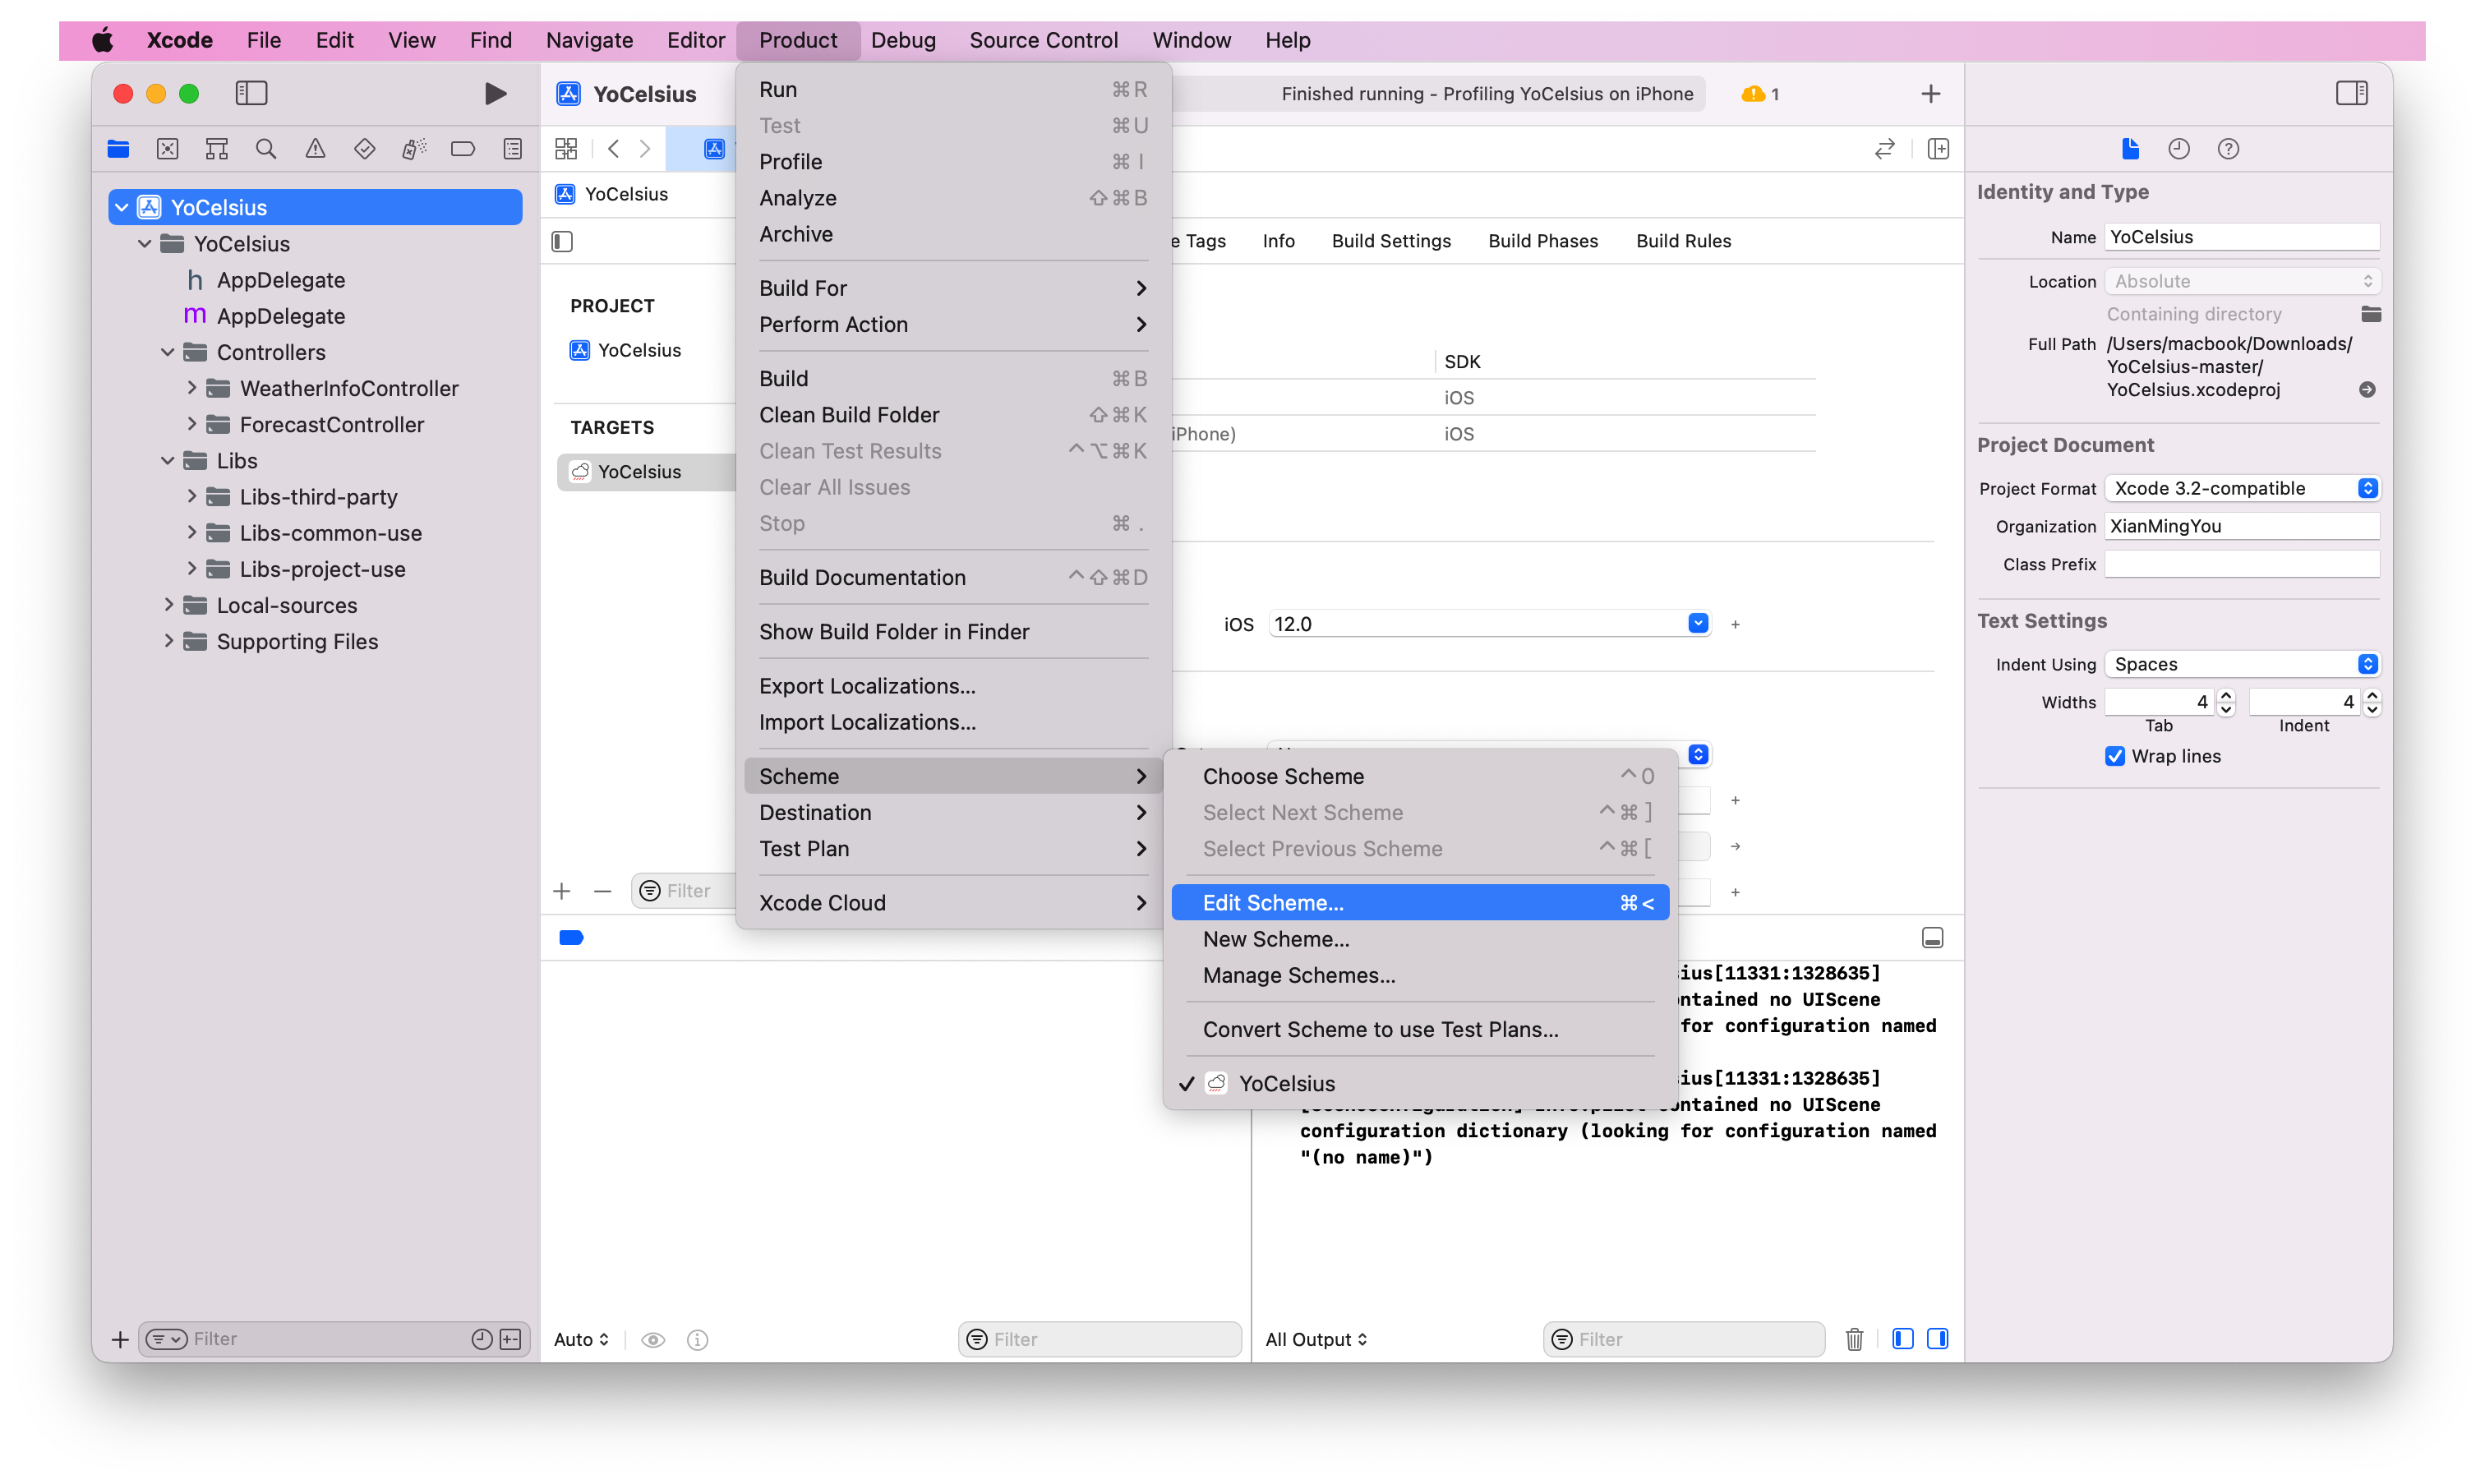 Xcode File Edit View Find Navigate Editor Product Debug Source Control Window Help
YoCelsius
Finished running - Profiling YoCelsius on iPhone
1
YoCelsius
YoCelsius
h AppDelegate
m AppDelegate
Controllers
WeatherInfoController
ForecastController
Libs
Libs-third-party
Libs-common-use
Libs-project-use
Local-sources
Supporting Files
Filter
YoCelsius
PROJECT
YoCelsius
TARGETS
YoCelsius
Filter
Run ⌘R
Test ⌘U
Profile ⌘I
Analyze ⇧⌘B
Archive
Build For
Perform Action
Build ⌘B
Clean Build Folder ⇧⌘K
Clean Test Results ^⌥⌘K
Clear All Issues
Stop ⌘.
Build Documentation ^⇧⌘D
Show Build Folder in Finder
Export Localizations...
Import Localizations...
Scheme
Destination
Test Plan
Xcode Cloud
Choose Scheme ^0
Select Next Scheme ^⌘]
Select Previous Scheme ^⌘[
Edit Scheme... ⌘<
New Scheme...
Manage Schemes...
Convert Scheme to use Test Plans...
YoCelsius
Tags Info Build Settings Build Phases Build Rules
SDK
iOS
iPhone) iOS
iOS 12.0
[11331:1328635]
no UIScene
for configuration named
[11331:1328635]
no UIScene
configuration dictionary (looking for configuration named
"(no name)")
Auto
Filter
All Output
Filter
Identity and Type
Name YoCelsius
Location Absolute
Containing directory
Full Path /Users/macbook/Downloads/
YoCelsius-master/
YoCelsius.xcodeproj
Project Document
Project Format Xcode 3.2-compatible
Organization XianMingYou
Class Prefix
Text Settings
Indent Using Spaces
Widths 4 4
Tab Indent
Wrap lines